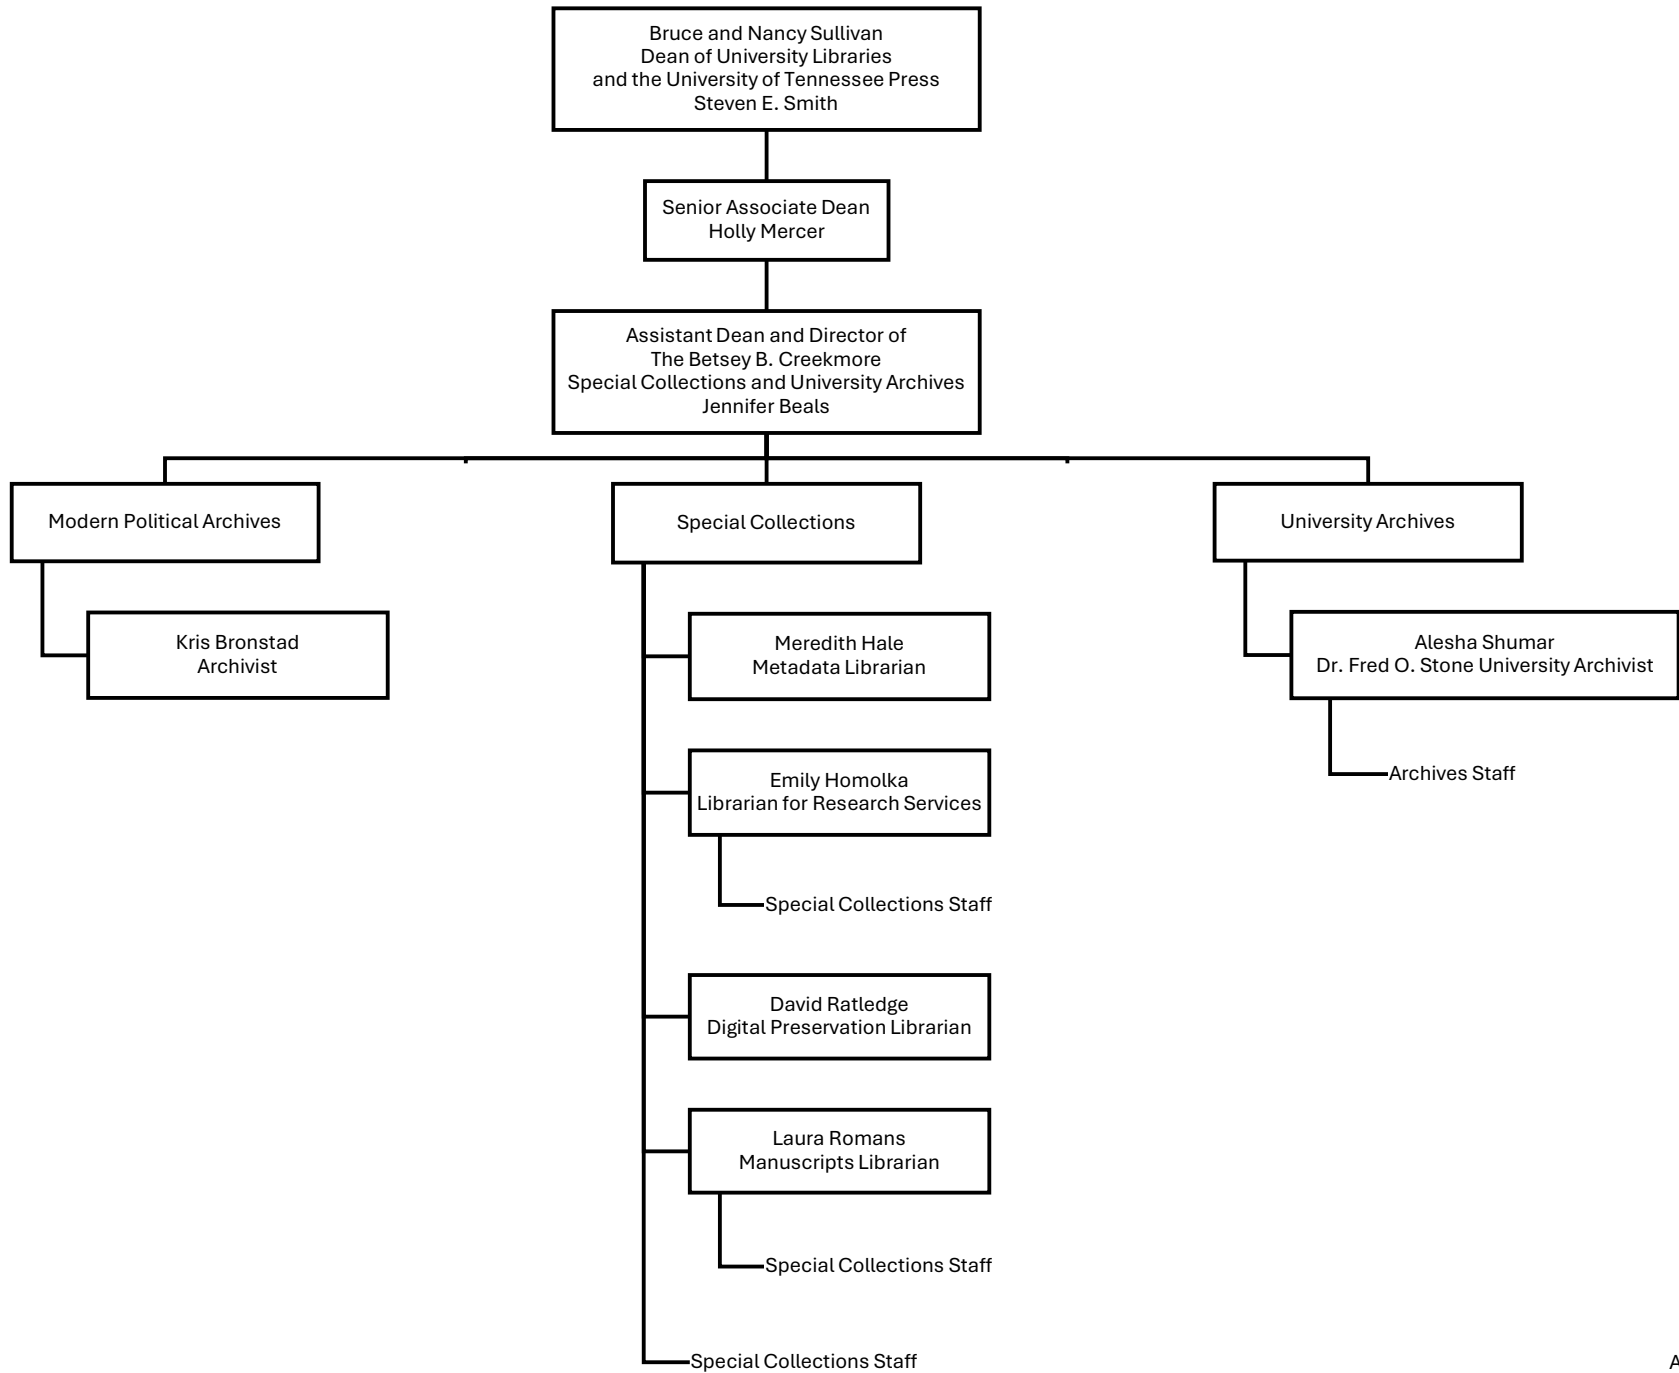 Bruce and Nancy Sullivan
Dean of University Libraries
and the University of Tennessee Press
Steven E. Smith
Senior Associate Dean
Holly Mercer
Assistant Dean and Director of
The Betsey B. Creekmore
Special Collections and University Archives
Jennifer Beals
Modern Political Archives
Special Collections
University Archives
Kris Bronstad
Archivist
Meredith Hale
Metadata Librarian
Emily Homolka
Librarian for Research Services
Special Collections Staff
David Ratledge
Digital Preservation Librarian
Laura Romans
Manuscripts Librarian
Special Collections Staff
Special Collections Staff
Alesha Shumar
Dr. Fred O. Stone University Archivist
Archives Staff
A